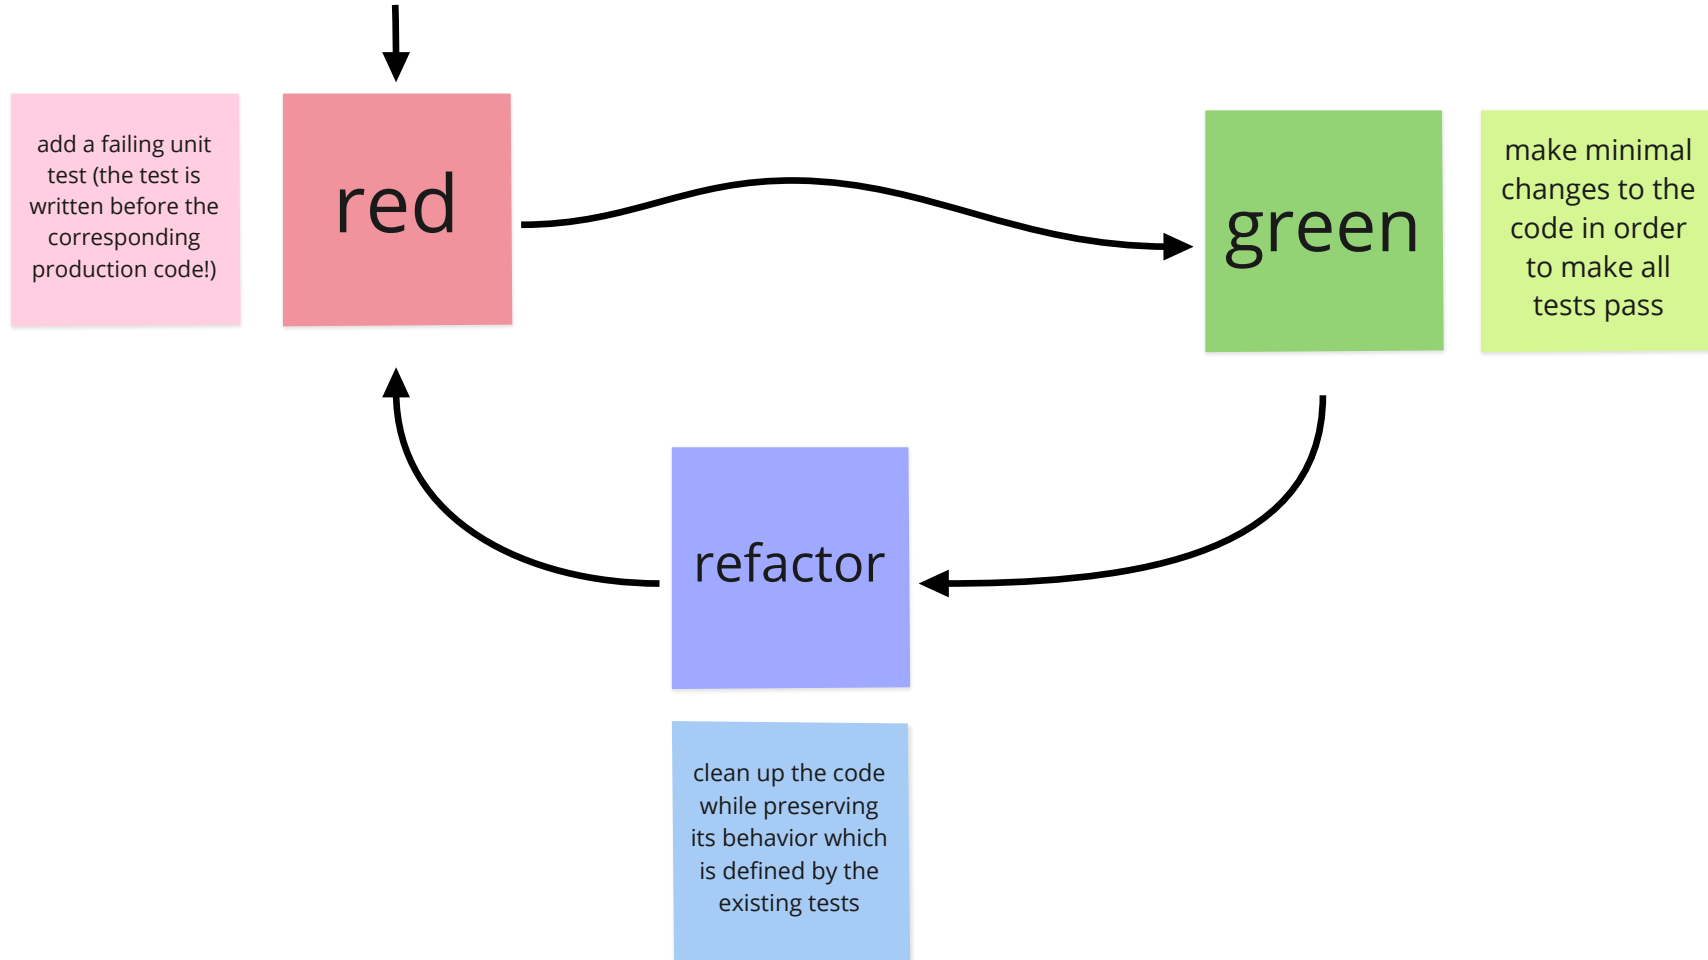 add a failing unit
test (the test is
written before the
corresponding
production code!)
red
green
make minimal
changes to the
code in order
to make all
tests pass
refactor
clean up the code
while preserving
its behavior which
is defined by the
existing tests